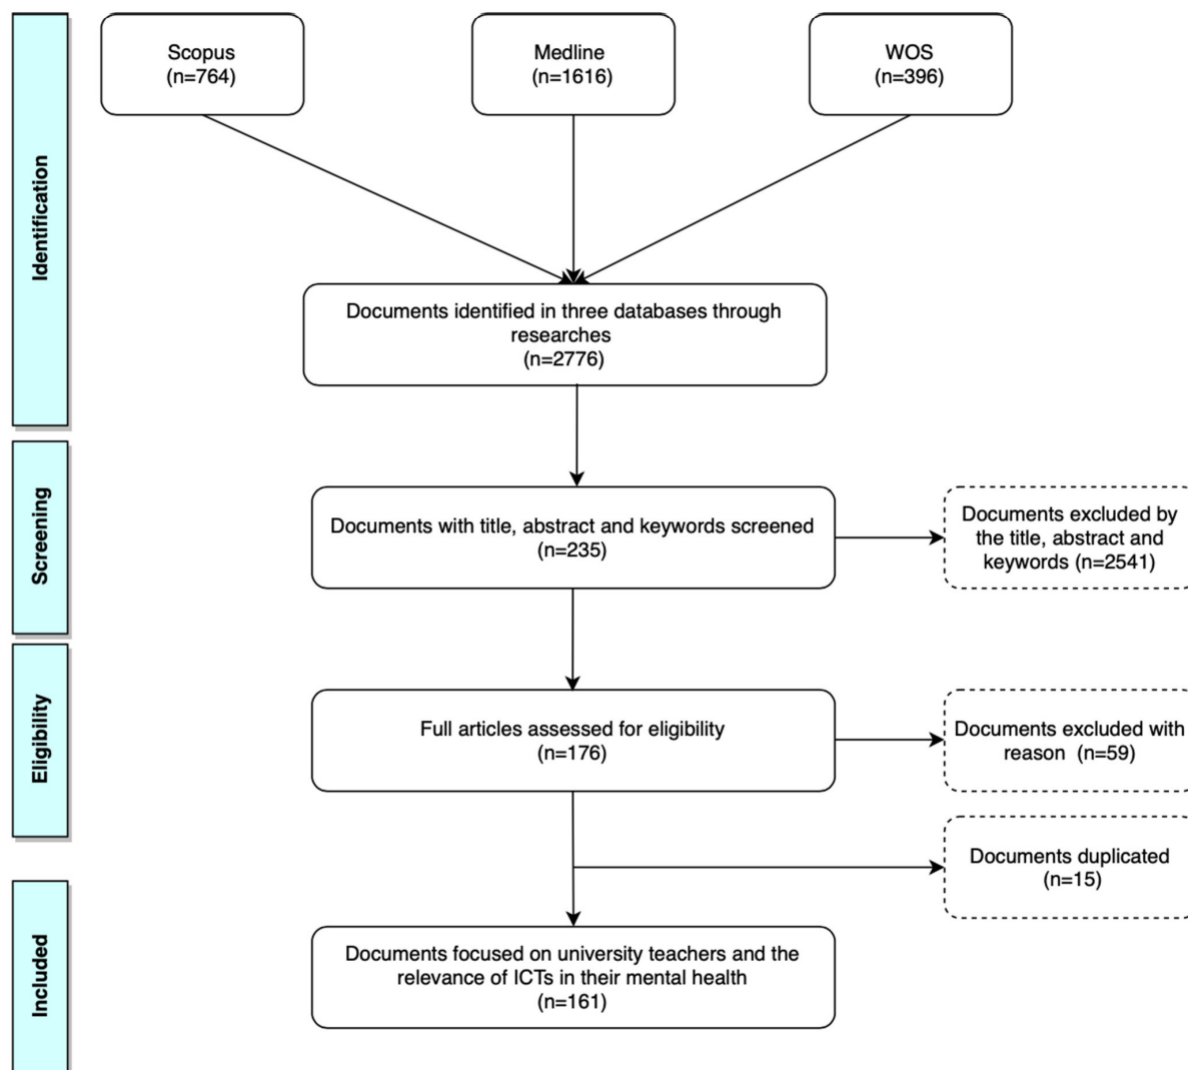 Identification
Scopus
(n=764)
Medline
(n=1616)
WOS
(n=396)
Documents identified in three databases through
researches
(n=2776)
Screening
Documents with title, abstract and keywords screened
(n=235)
Documents excluded by
the title, abstract and
keywords (n=2541)
Eligibility
Full articles assessed for eligibility
(n=176)
Documents excluded with
reason (n=59)
Documents duplicated
(n=15)
Included
Documents focused on university teachers and the
relevance of ICTs in their mental health
(n=161)